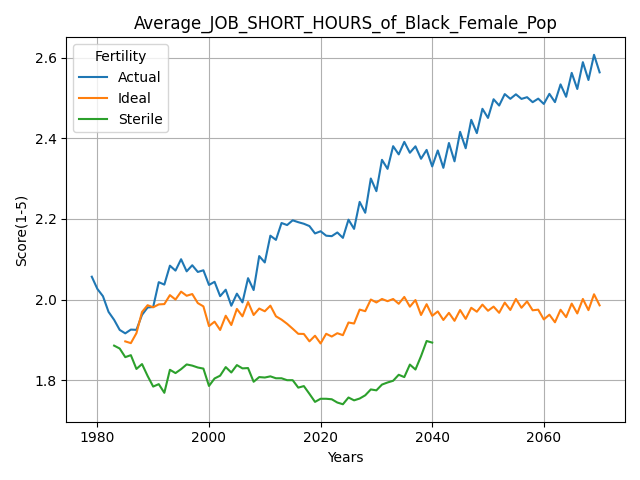 Average_JOB_SHORT_HOURS_of_Black_Female_Pop
Fertility
Actual
Ideal
Sterile
Score(1-5)
2.6
2.4
2.2
2.0
1.8
1980
2000
2020
2040
2060
Years